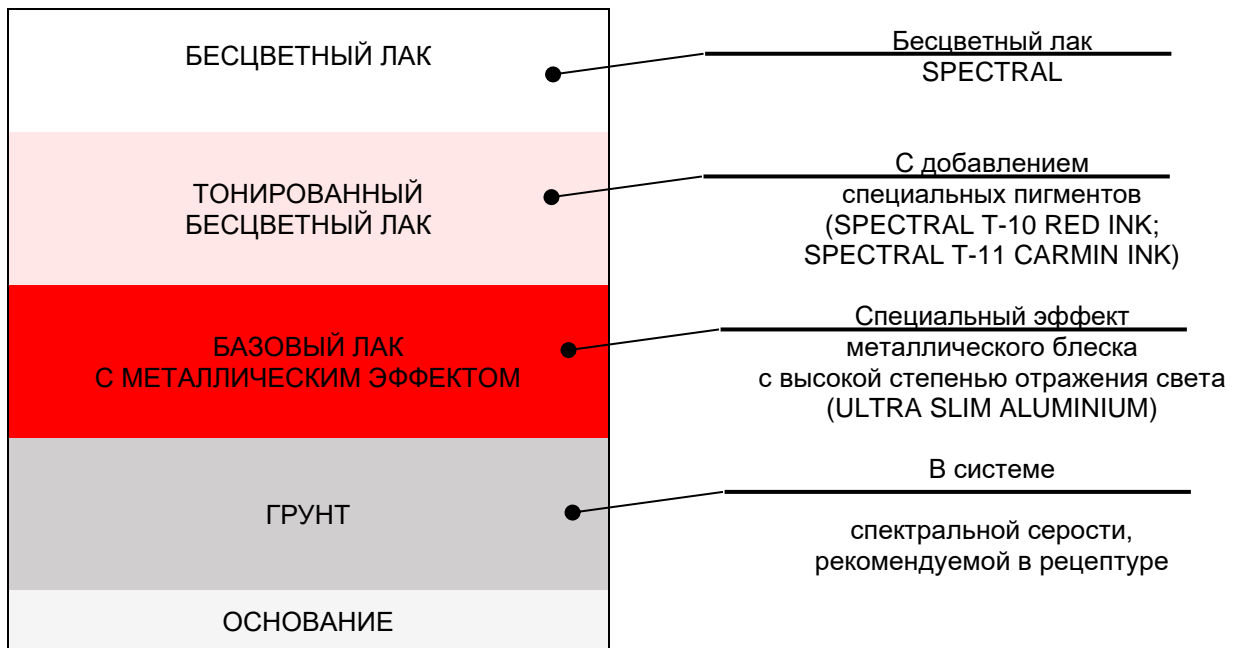 БЕСЦВЕТНЫЙ ЛАК
Бесцветный лак
SPECTRAL
ТОНИРОВАННЫЙ
БЕСЦВЕТНЫЙ ЛАК
С добавлением
специальных пигментов
(SPECTRAL T-10 RED INK;
SPECTRAL T-11 CARMIN INK)
БАЗОВЫЙ ЛАК
С МЕТАЛЛИЧЕСКИМ ЭФФЕКТОМ
Специальный эффект
металлического блеска
с высокой степенью отражения света
(ULTRA SLIM ALUMINIUM)
ГРУНТ
В системе
спектральной серости,
рекомендуемой в рецептуре
ОСНОВАНИЕ